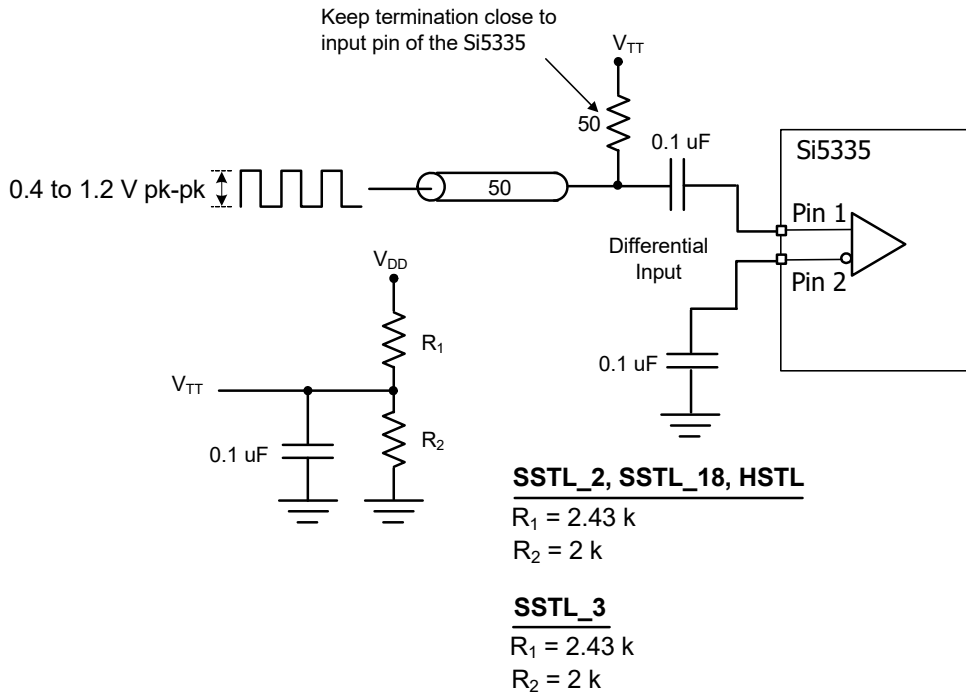 Keep termination close to
input pin of the Si5335
VTT
50
0.1 uF
Si5335
0.4 to 1.2 V pk-pk
50
Pin 1
Differential
Input
Pin 2
VDD
R1
0.1 uF
VTT
R2
0.1 uF
SSTL_2, SSTL_18, HSTL
R1 = 2.43 k
R2 = 2 k
SSTL_3
R1 = 2.43 k
R2 = 2 k